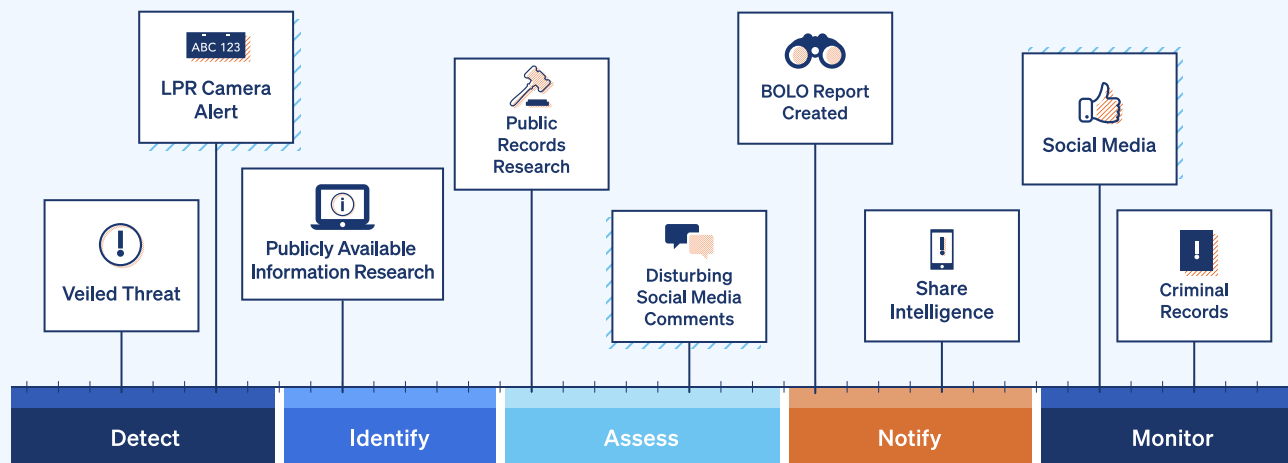 ABC 123
LPR Camera
Alert
Veiled Threat
Publicly Available
Information Research
Public
Records
Research
Disturbing
Social Media
Comments
BOLO Report
Created
Share
Intelligence
Social Media
Criminal
Records
Detect
Identify
Assess
Notify
Monitor